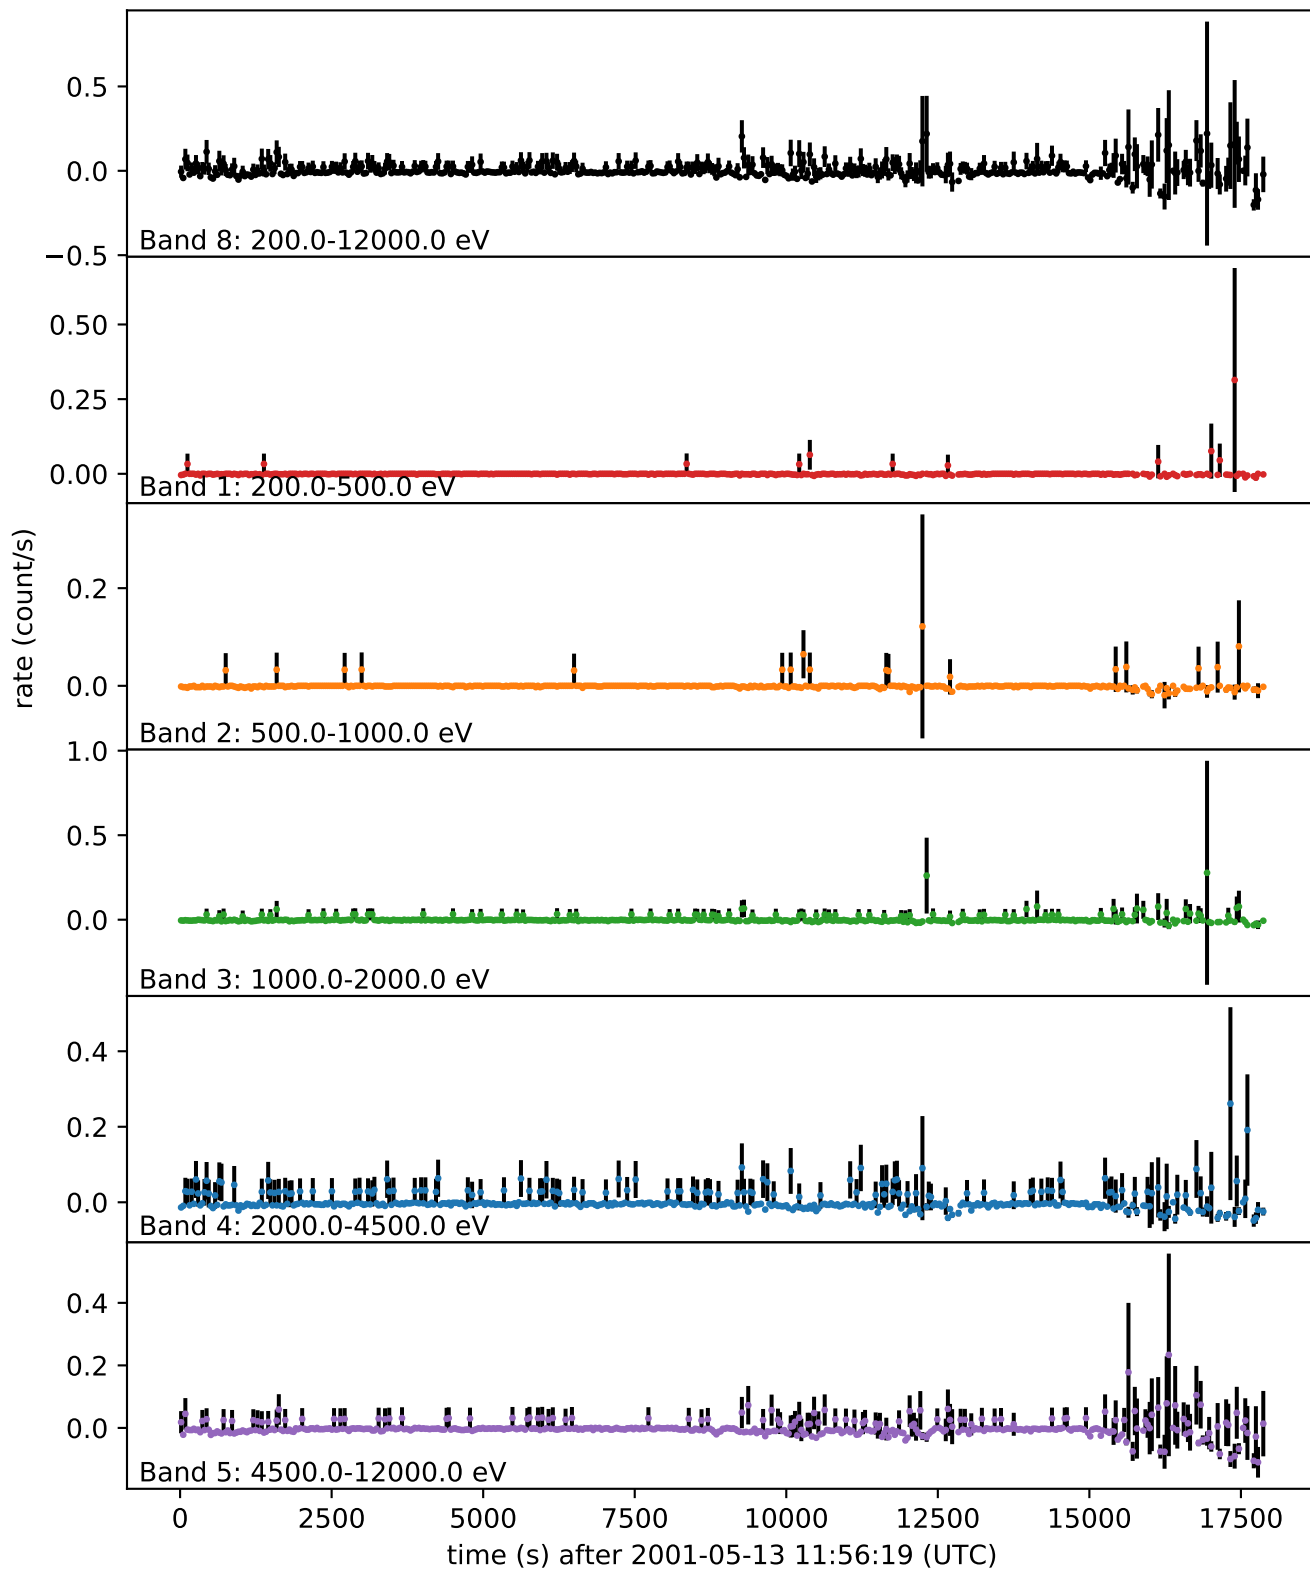 0.5
0.0
Band 8: 200.0-12000.0 eV
−0.5
0.50
0.25
0.00
Band 1: 200.0-500.0 eV
rate (count/s)
0.2
0.0
Band 2: 500.0-1000.0 eV
1.0
0.5
0.0
Band 3: 1000.0-2000.0 eV
0.4
0.2
0.0
Band 4: 2000.0-4500.0 eV
0.4
0.2
0.0
Band 5: 4500.0-12000.0 eV
0 2500 5000 7500 10000 12500 15000 17500
time (s) after 2001-05-13 11:56:19 (UTC)